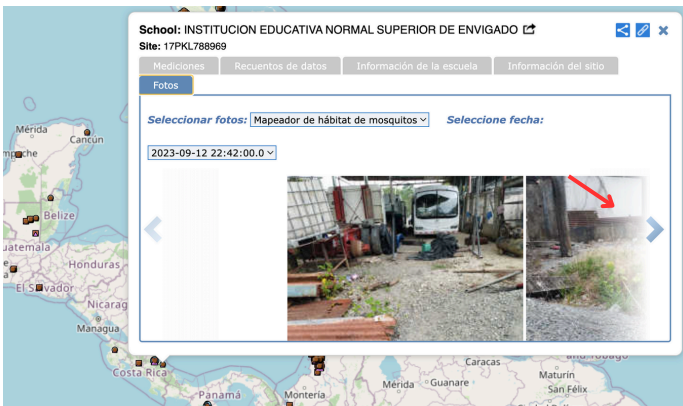 School: INSTITUCION EDUCATIVA NORMAL SUPERIOR DE ENVIGADO
Site: 17PKL788969
Mediciones Recuentos de datos Información de la escuela Información del sitio
Fotos
Seleccionar fotos: Mapeador de hábitat de mosquitos Seleccione fecha:
2023-09-12 22:42:00.0
Mérida
Cancún
Belize
Honduras
El Salvador
Nicarag
Managua
Costa Rica
Panamá
Montería
Caracas
Mérida
Guanare
Maturín
San Félix